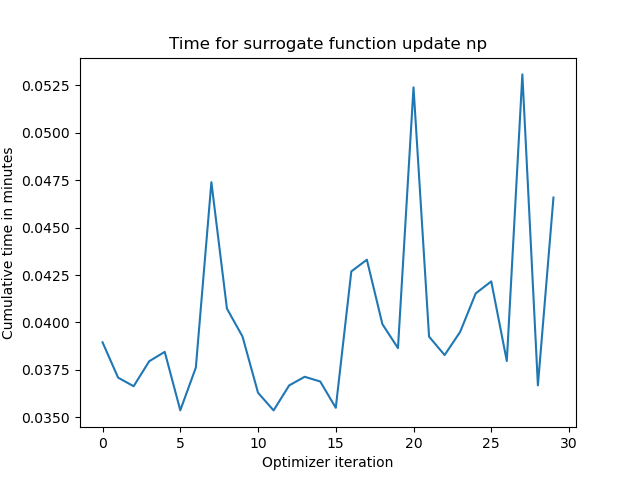 Time for surrogate function update np
Cumulative time in minutes
0.0525
0.0500
0.0475
0.0450
0.0425
0.0400
0.0375
0.0350
0 5 10 15 20 25 30
Optimizer iteration